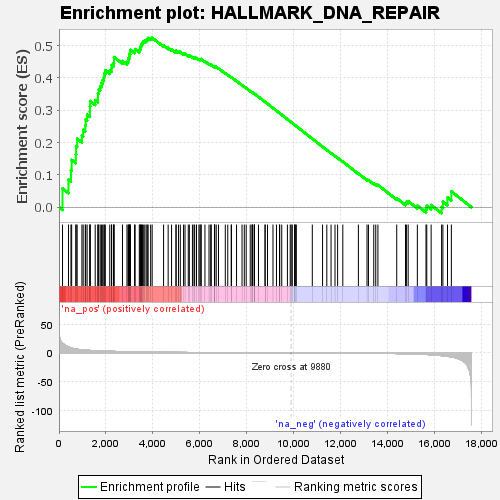 Enrichment plot: HALLMARK_DNA_REPAIR
Enrichment score (ES)
0.5
0.4
0.3
0.2
0.1
0.0
'na_pos' (positively correlated)
Ranked list metric (PreRanked)
50
0
-50
-100
Zero cross at 9880
'na_neg' (negatively correlated)
0 2,000 4,000 6,000 8,000 10,000 12,000 14,000 16,000 18,000
Rank in Ordered Dataset
Enrichment profile Hits Ranking metric scores